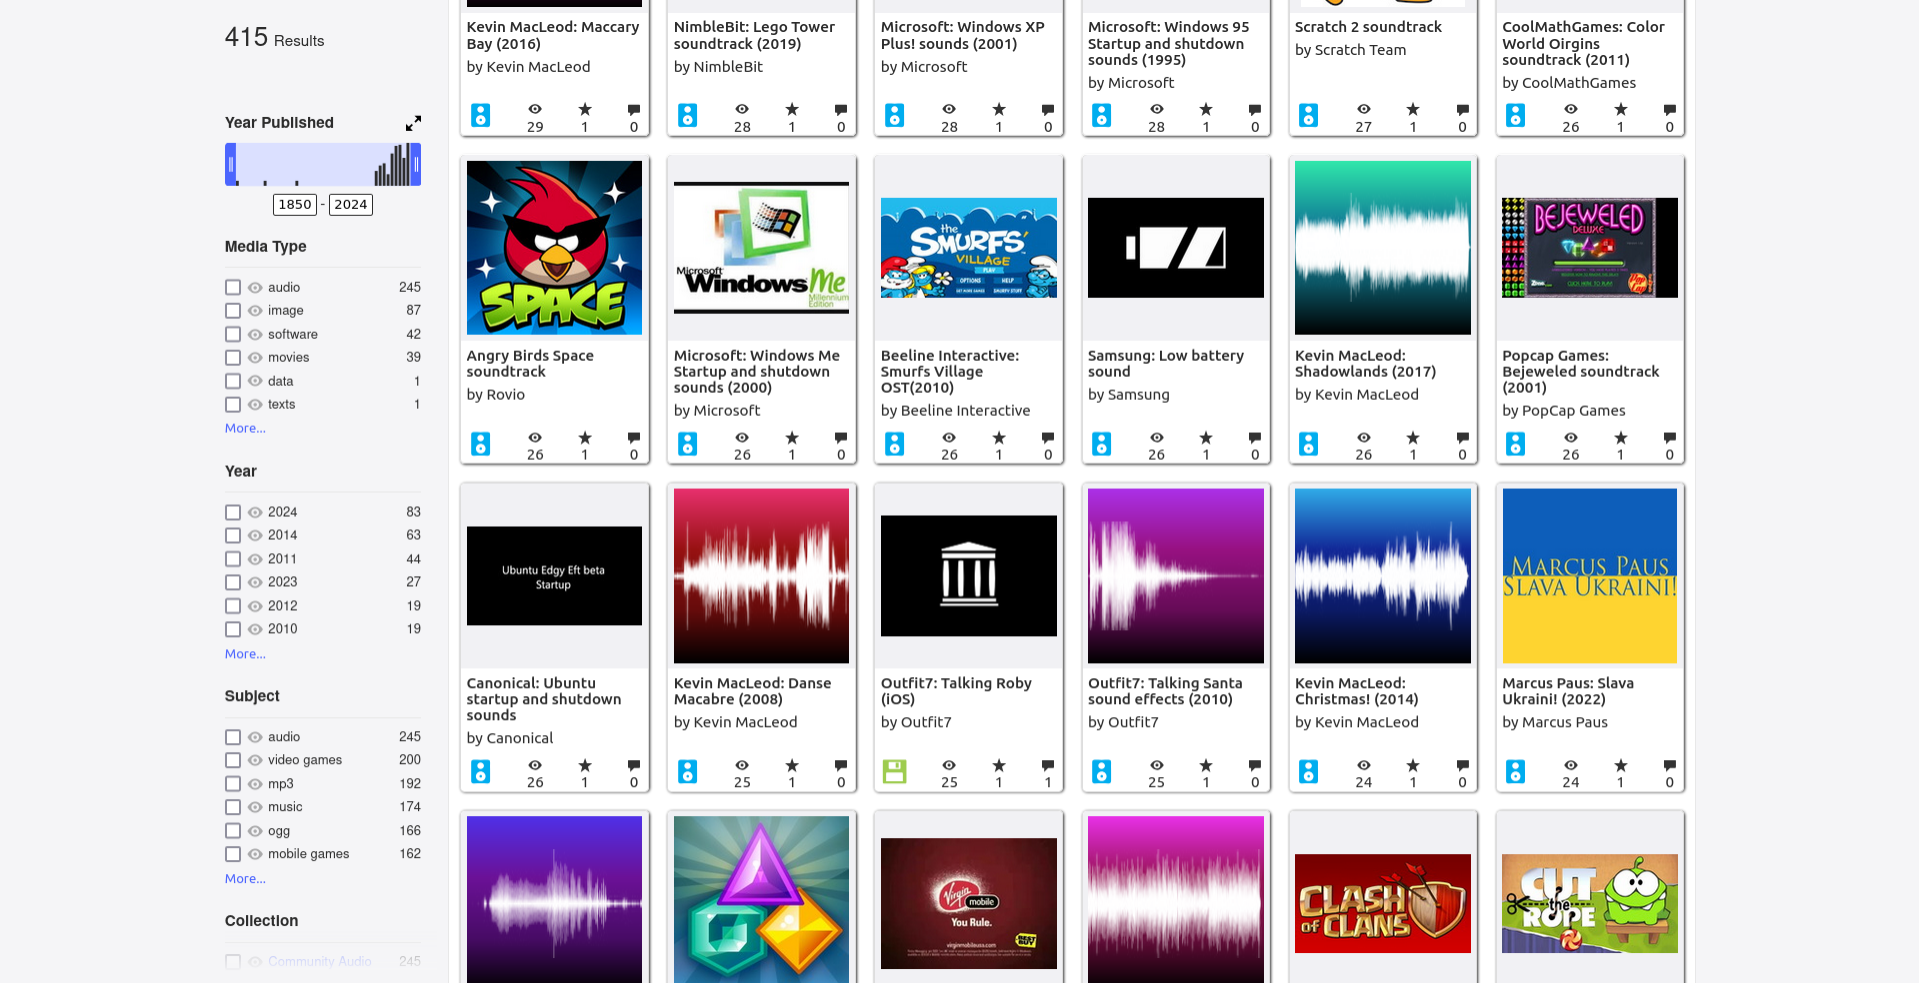 415 Results
Year Published
1850 - 2024
Media Type
audio 245
image 87
software 42
movies 39
data 1
texts 1
More...
Year
2024 83
2014 63
2011 44
2023 27
2012 19
2010 19
More...
Subject
audio 245
video games 200
mp3 192
music 174
ogg 166
mobile games 162
More...
Collection
Community Audio 245
Kevin MacLeod: Maccary
Bay (2016)
by Kevin MacLeod
29 1 0
NimbleBit: Lego Tower
soundtrack (2019)
by NimbleBit
28 1 0
Microsoft: Windows XP
Plus! sounds (2001)
by Microsoft
28 1 0
Microsoft: Windows 95
Startup and shutdown
sounds (1995)
by Microsoft
28 1 0
Scratch 2 soundtrack
by Scratch Team
27 1 0
CoolMathGames: Color
World Oirgins
soundtrack (2011)
by CoolMathGames
26 1 0
SPACE
Angry Birds Space
soundtrack
by Rovio
26 1 0
Microsoft
Windows Me
Millennium
Edition
Microsoft: Windows Me
Startup and shutdown
sounds (2000)
by Microsoft
26 1 0
the
SMURFS'
VILLAGE
PLAY
OPTIONS HELP
GET MORE GAMES SMURFY STUFF
Beeline Interactive:
Smurfs Village
OST(2010)
by Beeline Interactive
26 1 0
Samsung: Low battery
sound
by Samsung
26 1 0
Kevin MacLeod:
Shadowlands (2017)
by Kevin MacLeod
26 1 0
BEJEWELED
DELUXE
CLICK HERE TO PLAY!
Popcap Games:
Bejeweled soundtrack
(2001)
by PopCap Games
26 1 0
Ubuntu Edgy Eft beta
Startup
Canonical: Ubuntu
startup and shutdown
sounds
by Canonical
26 1 0
Kevin MacLeod: Danse
Macabre (2008)
by Kevin MacLeod
25 1 0
Outfit7: Talking Roby
(iOS)
by Outfit7
25 1 1
Outfit7: Talking Santa
sound effects (2010)
by Outfit7
25 1 0
Kevin MacLeod:
Christmas! (2014)
by Kevin MacLeod
24 1 0
MARCUS PAUS
SLAVA UKRAINI!
Marcus Paus: Slava
Ukraini! (2022)
by Marcus Paus
24 1 0
Virgin
mobile
You Rule.
virginmobileusa.com
BEST
BUY
CLASH
OF CLANS
CUT
the
ROPE